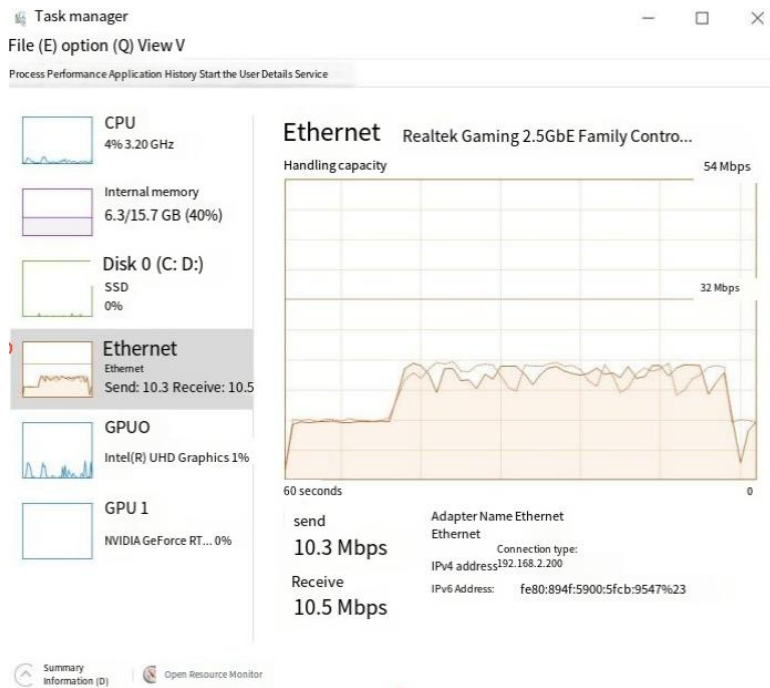 Task manager
File (E) option (Q) View V
Process Performance Application History Start the User Details Service
CPU
4% 3.20 GHz
Internal memory
6.3/15.7 GB (40%)
Disk 0 (C: D:)
SSD
0%
Ethernet
Ethernet
Send: 10.3 Receive: 10.5
GPUO
Intel(R) UHD Graphics 1%
GPU 1
NVIDIA GeForce RT... 0%
Ethernet Realtek Gaming 2.5GbE Family Contro...
Handling capacity 54 Mbps
32 Mbps
60 seconds 0
send
10.3 Mbps
Receive
10.5 Mbps
Adapter Name Ethernet
Ethernet
Connection type:
IPv4 address 192.168.2.200
IPv6 Address: fe80:894f:5900:5fcb:9547%23
Summary
Information (D)
Open Resource Monitor